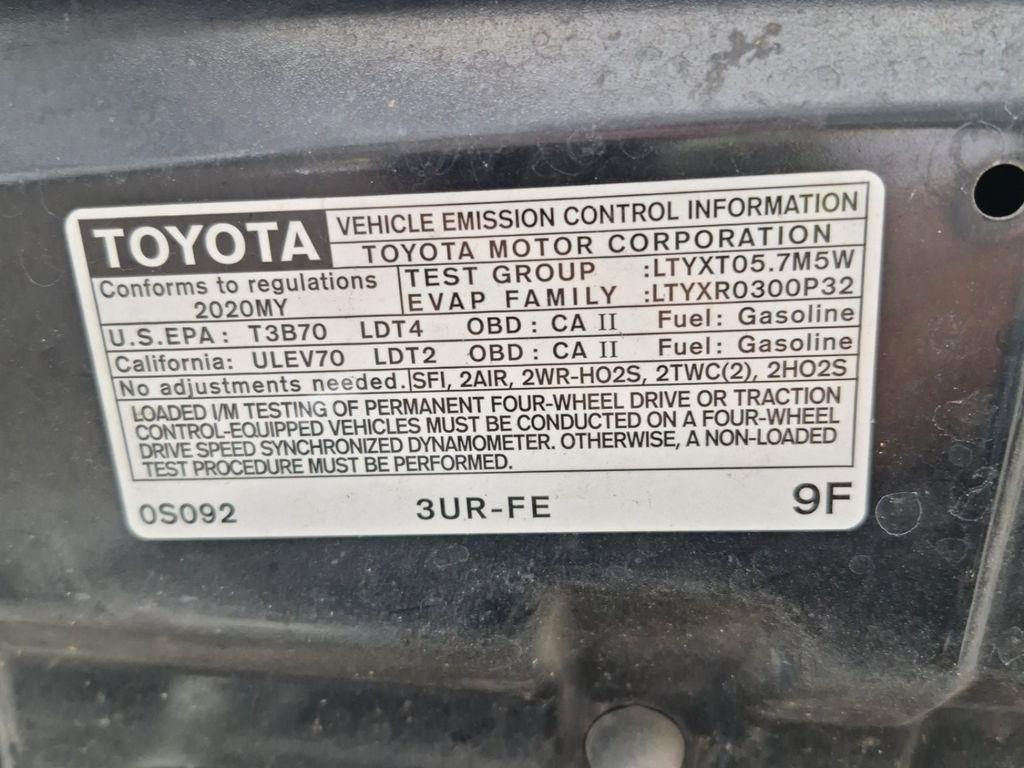 TOYOTA
VEHICLE EMISSION CONTROL INFORMATION
TOYOTA MOTOR CORPORATION
Conforms to regulations
2020MY
TEST GROUP :LTYXT05.7M5W
EVAP FAMILY :LTYXR0300P32
U.S.EPA: T3B70 LDT4 OBD: CA II Fuel: Gasoline
California: ULEV70 LDT2 OBD: CA II Fuel: Gasoline
No adjustments needed. SFI, 2AIR, 2WR-HO2S, 2TWC(2), 2HO2S
LOADED I/M TESTING OF PERMANENT FOUR-WHEEL DRIVE OR TRACTION
CONTROL-EQUIPPED VEHICLES MUST BE CONDUCTED ON A FOUR-WHEEL
DRIVE SPEED SYNCHRONIZED DYNAMOMETER. OTHERWISE, A NON-LOADED
TEST PROCEDURE MUST BE PERFORMED.
0S092 3UR-FE 9F